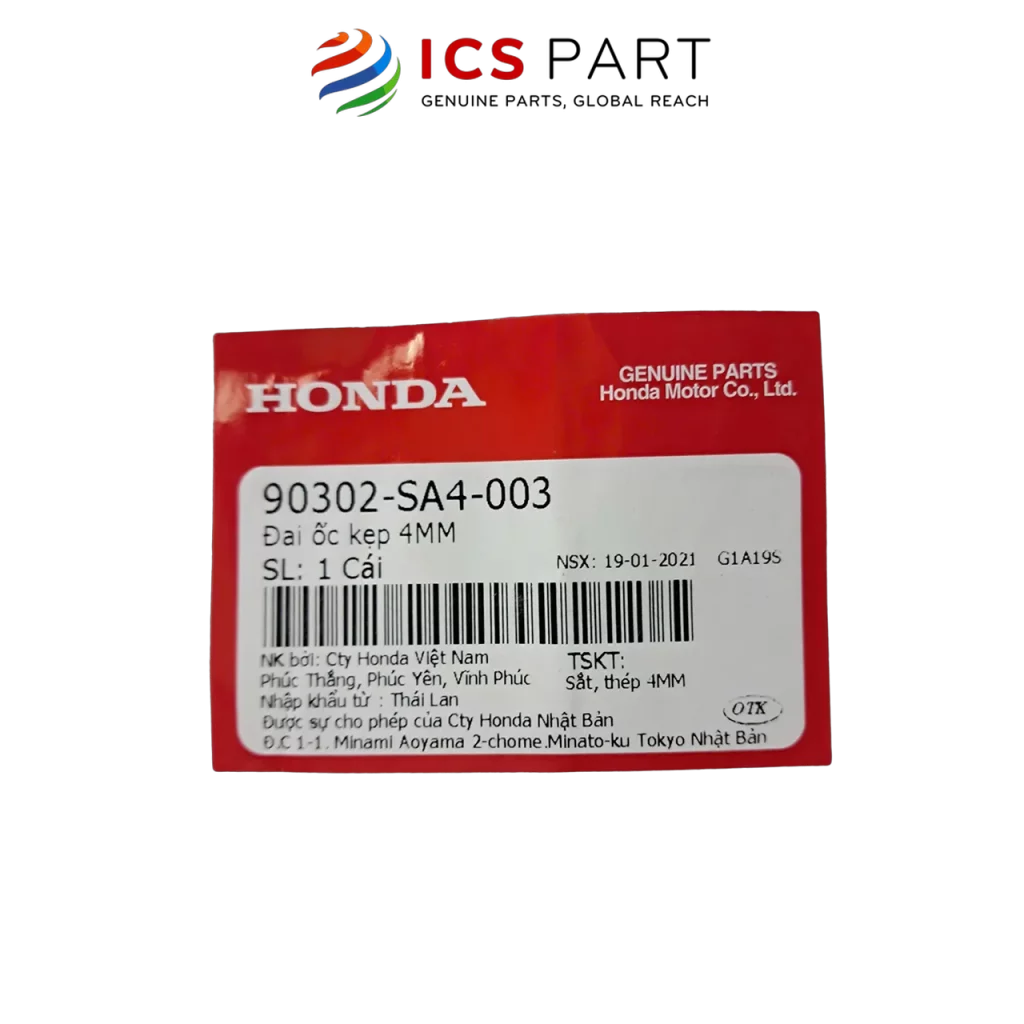 ICS PART
GENUINE PARTS, GLOBAL REACH
HONDA
GENUINE PARTS
Honda Motor Co., Ltd.
90302-SA4-003
Đai ốc kẹp 4MM
SL: 1 Cái
NSX: 19-01-2021 G1A19S
NK bởi: Cty Honda Việt Nam
Phúc Thắng, Phúc Yên, Vĩnh Phúc
TSKT:
Sắt, thép 4MM
Nhập khẩu từ : Thái Lan
Được sự cho phép của Cty Honda Nhật Bản
Đ.C 1-1. Minami Aoyama 2-chome.Minato-ku Tokyo Nhật Bản
OTK